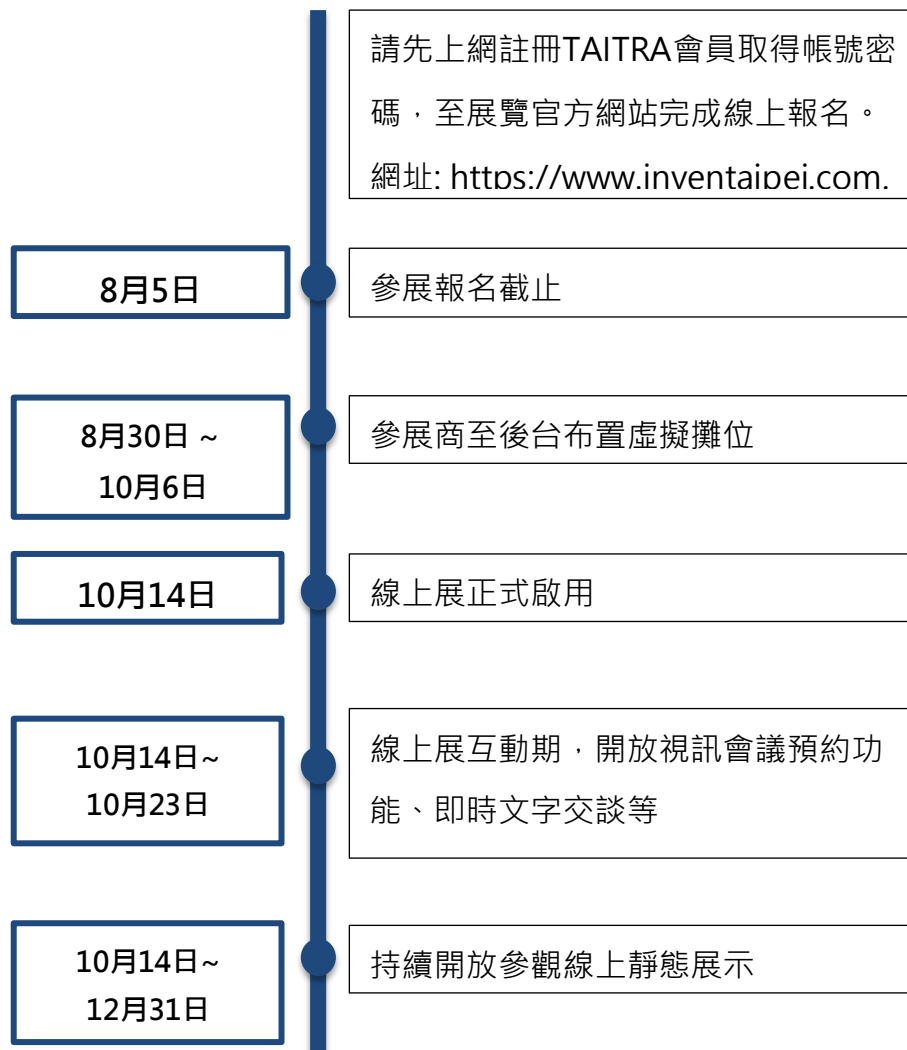 請先上網註冊TAITRA會員取得帳號密
碼，至展覽官方網站完成線上報名。
網址: https://www.inventaipei.com.
8月5日
參展報名截止
8月30日 ~
10月6日
參展商至後台布置虛擬攤位
10月14日
線上展正式啟用
10月14日~
10月23日
線上展互動期，開放視訊會議預約功
能、即時文字交談等
10月14日~
12月31日
持續開放參觀線上靜態展示